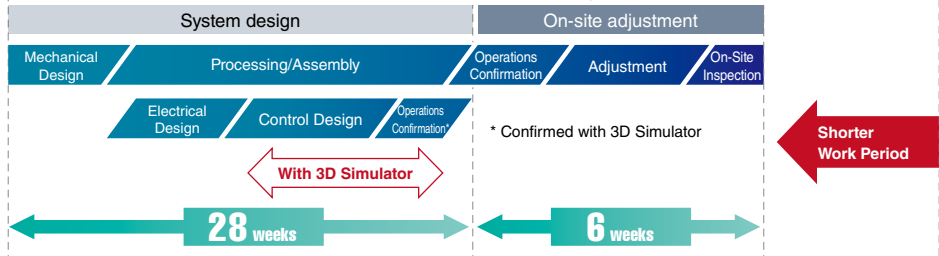 System design
On-site adjustment
Mechanical
Design
Processing/Assembly
Operations
Confirmation
Adjustment
On-Site
Inspection
Electrical
Design
Control Design
Operations
Confirmation*
* Confirmed with 3D Simulator
Shorter
Work Period
With 3D Simulator
28 weeks
6 weeks